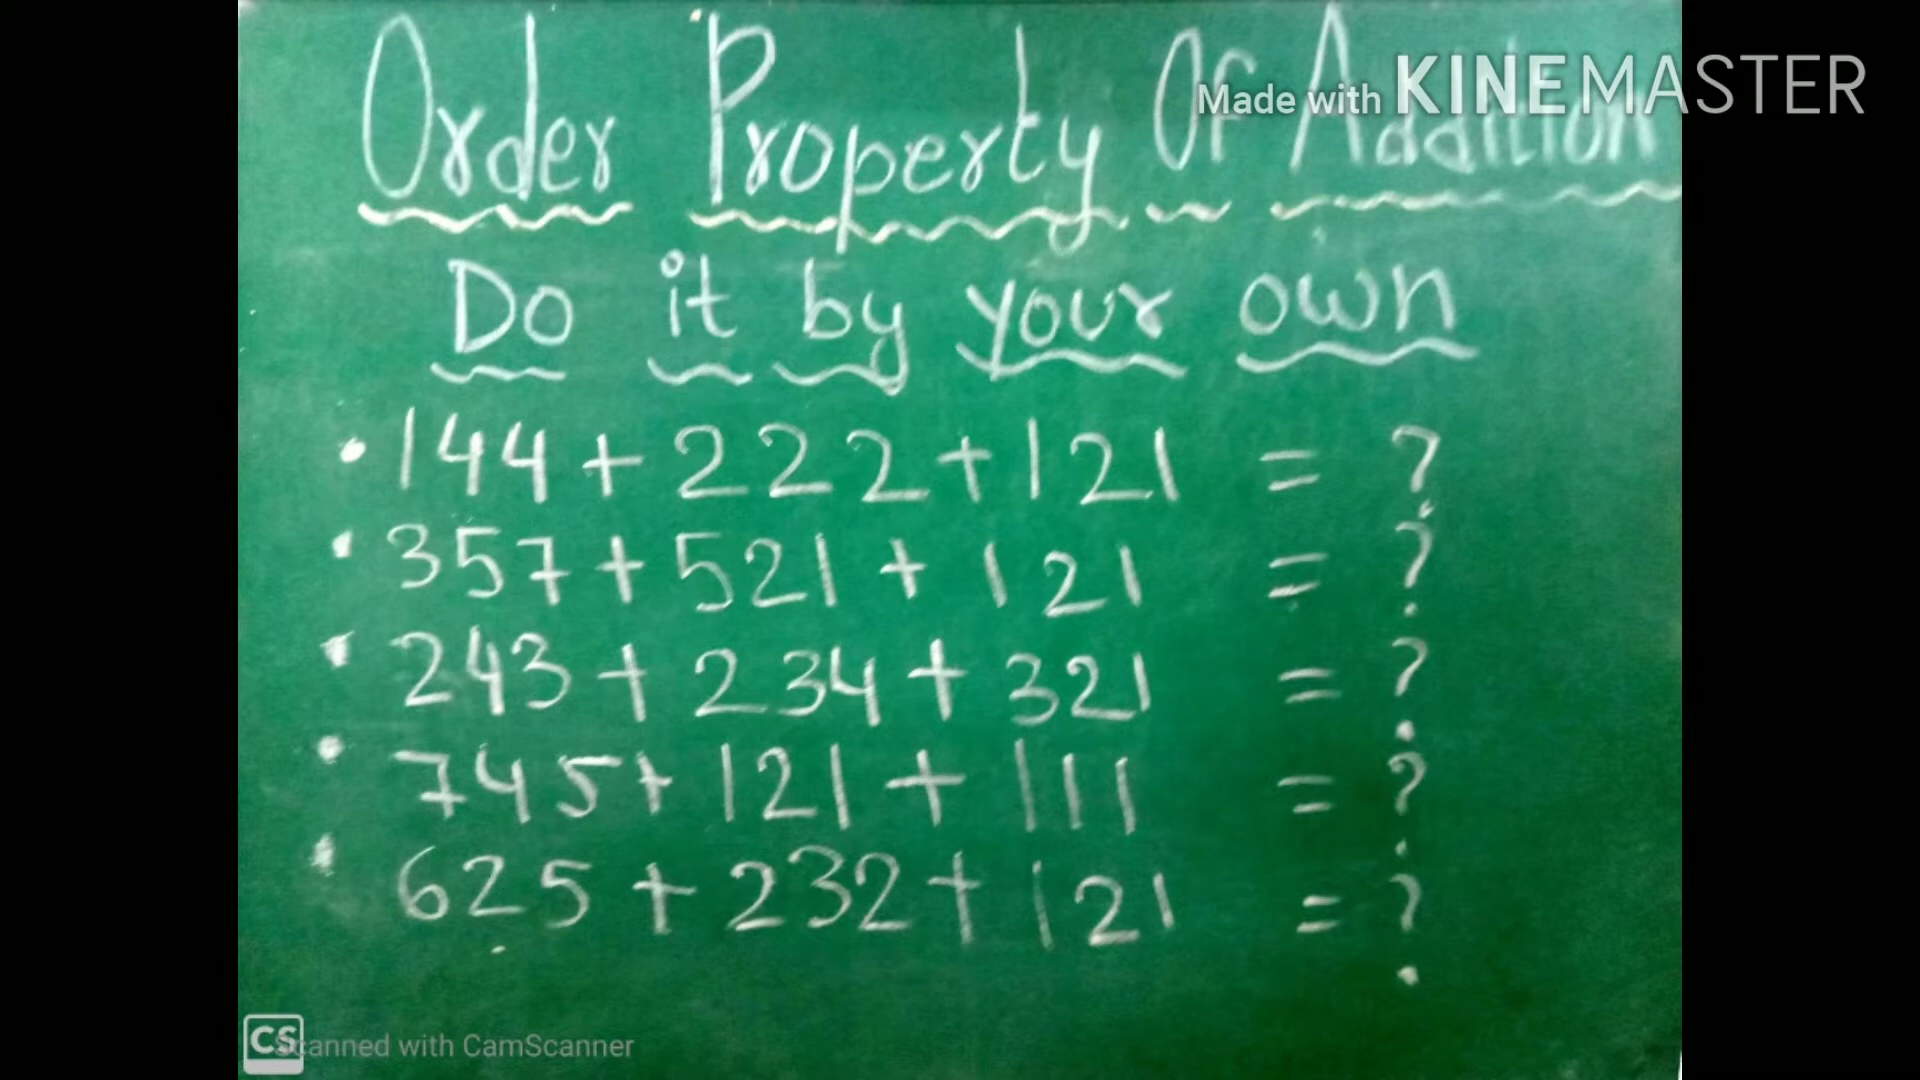 Order Property Of Addition
Made with KINEMASTER
Do it by your own
• 144 + 222 + 121 = ?
• 357 + 521 + 121 = ?
• 243 + 234 + 321 = ?
• 745 + 121 + 111 = ?
• 625 + 232 + 121 = ?
CS Scanned with CamScanner